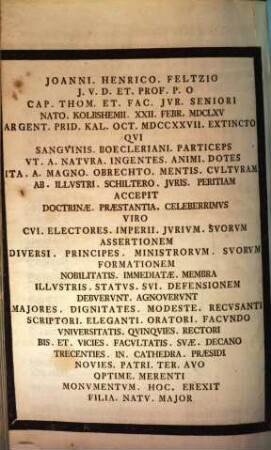 JOANNI. HENRICO. FELTZIO
J. V. D. ET. PROF. P. O
CAP. THOM. ET. FAC. JVR. SENIORI
NATO. KOLBSHEMII. XXII. FEBR. MDCLXV
ARGENT. PRID. KAL. OCT. MDCCXXVII. EXTINCTO
QVI
SANGVINIS. BOECLERIANI. PARTICEPS
VT. A. NATVRA. INGENTES. ANIMI. DOTES
ITA. A. MAGNO. OBRECHTO. MENTIS. CVLTVRAM
AB. ILLVSTRI. SCHILTERO. JVRIS. PERITIAM
ACCEPIT
DOCTRINÆ. PRÆSTANTIA. CELEBERRIMVS
VIRO
CVI. ELECTORES. IMPERII. JVRIVM. SVORVM
ASSERTIONEM
DIVERSI. PRINCIPES. MINISTRORVM. SVORVM
FORMATIONEM
NOBILITATIS. IMMEDIATÆ. MEMBRA
ILLVSTRIS. STATVS. SVI. DEFENSIONEM
DEBVERVNT. AGNOVERVNT
MAJORES. DIGNITATES. MODESTE. RECVSANTI
SCRIPTORI. ELEGANTI. ORATORI. FACVNDO
VNIVERSITATIS. QVINQVIES. RECTORI
BIS. ET. VICIES. FACVLTATIS. SVÆ. DECANO
TRECENTIES. IN. CATHEDRA. PRÆSIDI
NOVIES. PATRI. TER. AVO
OPTIME. MERENTI
MONVMENTVM. HOC. EREXIT
FILIA. NATV. MAJOR